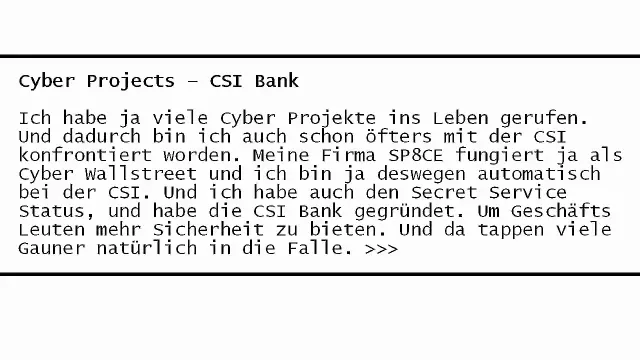 Cyber Projects – CSI Bank
Ich habe ja viele Cyber Projekte ins Leben gerufen.
Und dadurch bin ich auch schon öfters mit der CSI
konfrontiert worden. Meine Firma SP8CE fungiert ja als
Cyber Wallstreet und ich bin ja deswegen automatisch
bei der CSI. Und ich habe auch den Secret Service
Status, und habe die CSI Bank gegründet. Um Geschäfts
Leuten mehr Sicherheit zu bieten. Und da tappen viele
Gauner natürlich in die Falle. >>>